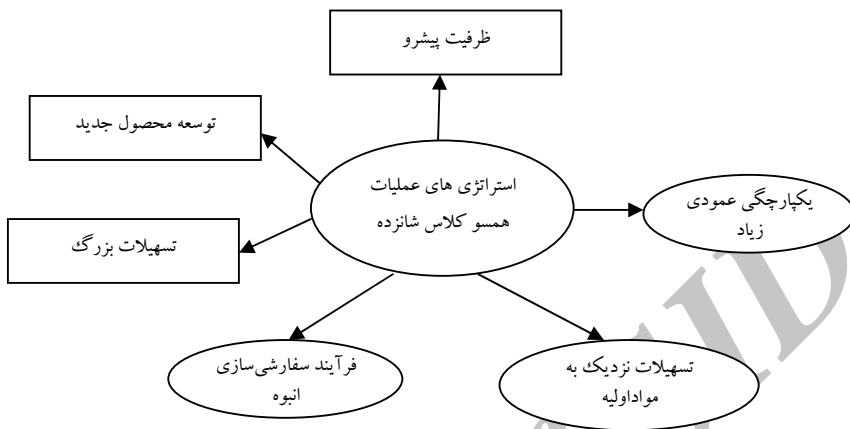 ظرفیت پیشرو
توسعه محصول جدید
استراتژی های عملیات
همسو کلاس شانزده
یکپارچگی عمودی
زیاد
تسهیلات بزرگ
فرآیند سفارشی‌سازی
انبوه
تسهیلات نزدیک به
مواداولیه